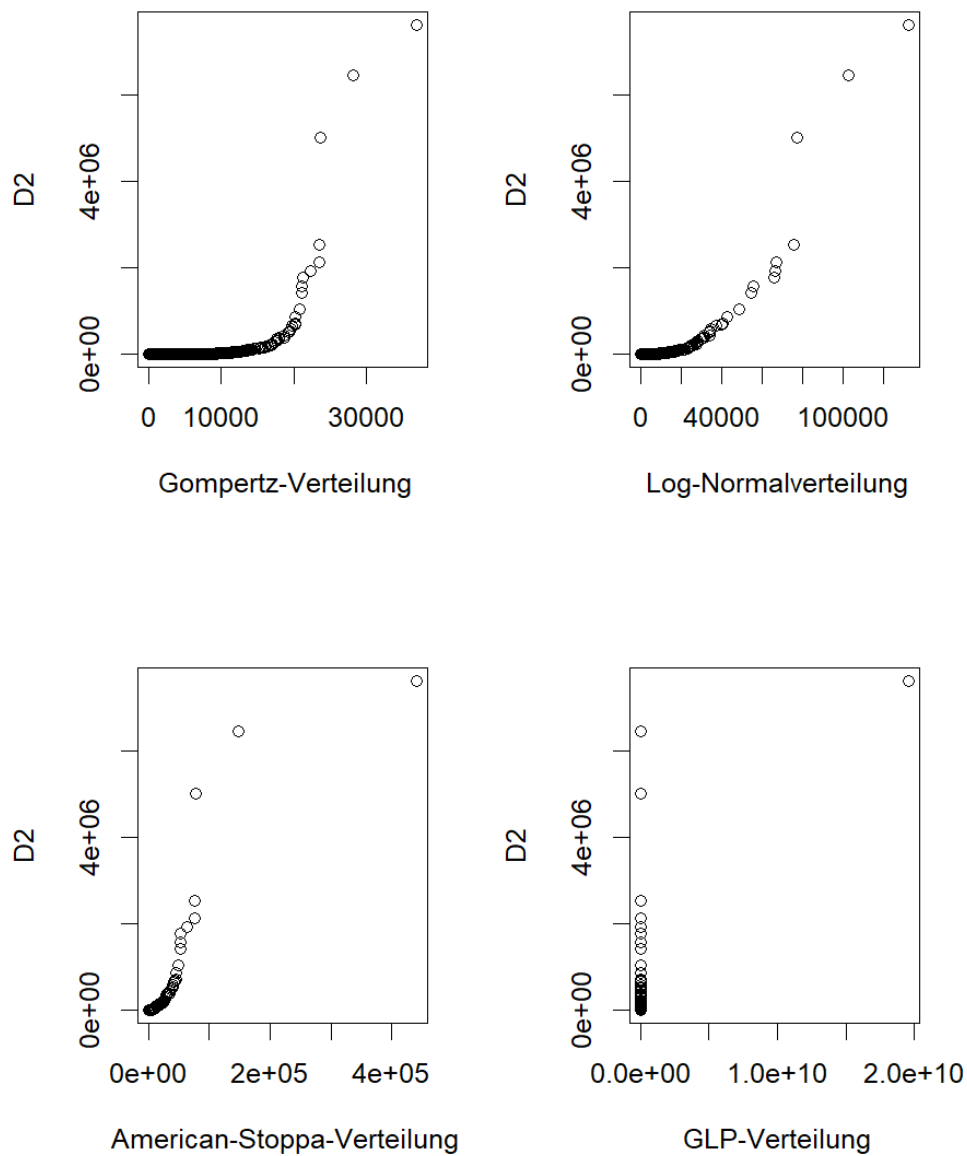 D2
0e+00 4e+06
0 10000 30000
Gompertz-Verteilung
D2
0e+00 4e+06
0 40000 100000
Log-Normalverteilung
D2
0e+00 4e+06
0e+00 2e+05 4e+05
American-Stoppa-Verteilung
D2
0e+00 4e+06
0.0e+00 1.0e+10 2.0e+10
GLP-Verteilung